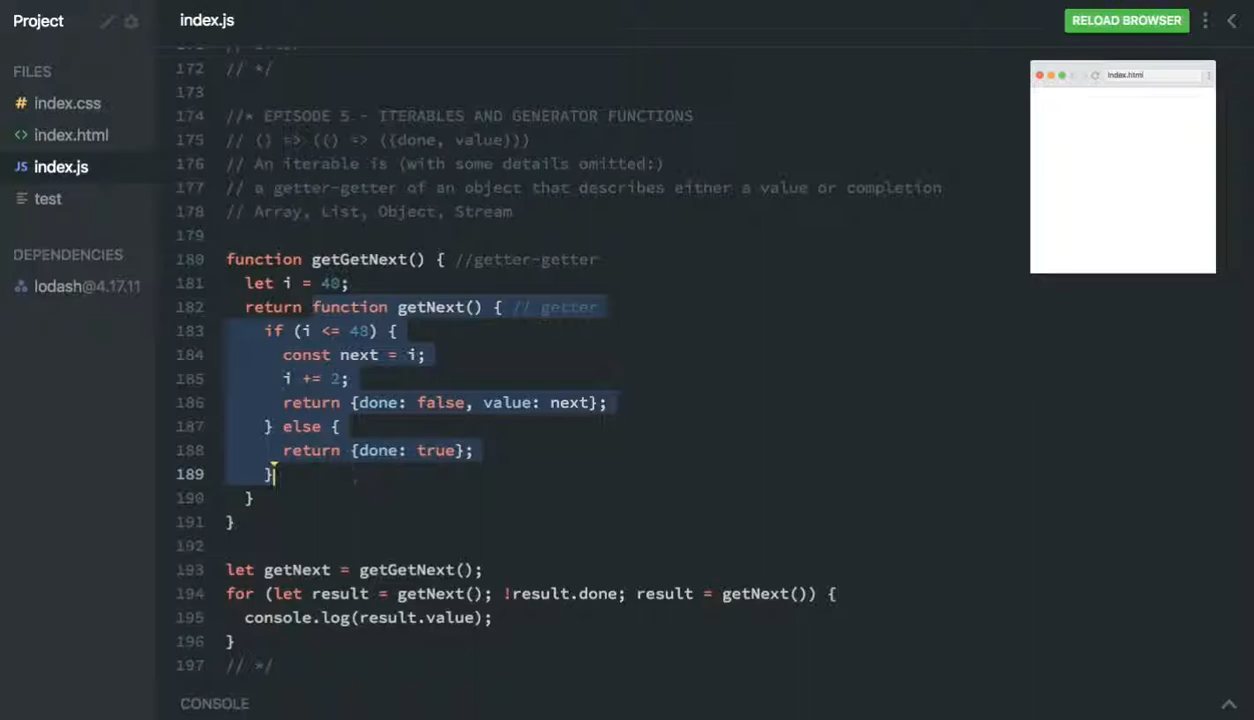 Project
index.js
RELOAD BROWSER
FILES
# index.css
<> index.html
JS index.js
test
DEPENDENCIES
lodash@4.17.11
172 // */
173
174 //* EPISODE 5 - ITERABLES AND GENERATOR FUNCTIONS
175 // () => (() => ({done, value}))
176 // An iterable is (with some details omitted:)
177 // a getter-getter of an object that describes either a value or completion
178 // Array, List, Object, Stream
179
180 function getGetNext() { //getter-getter
181 let i = 40;
182 return function getNext() { // getter
183 if (i <= 48) {
184 const next = i;
185 i += 2;
186 return {done: false, value: next};
187 } else {
188 return {done: true};
189 }
190 }
191 }
192
193 let getNext = getGetNext();
194 for (let result = getNext(); !result.done; result = getNext()) {
195 console.log(result.value);
196 }
197 // */
index.html
CONSOLE